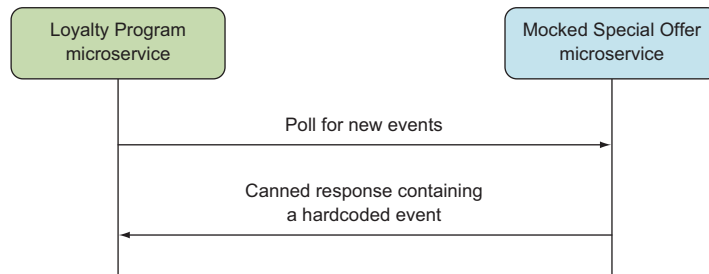 Loyalty Program
microservice
Mocked Special Offer
microservice
Poll for new events
Canned response containing
a hardcoded event